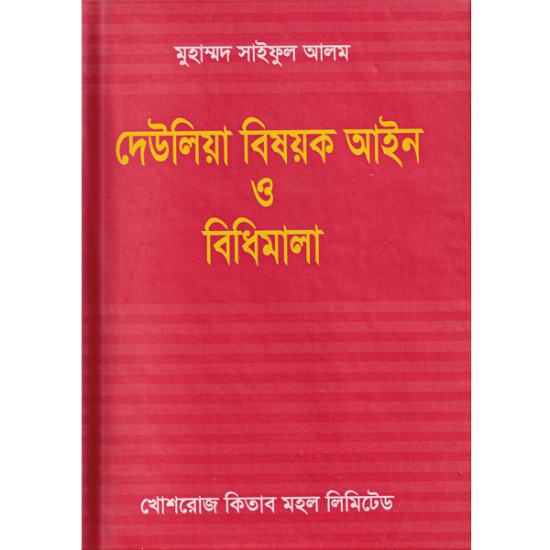 মুহাম্মদ সাইফুল আলম
দেউলিয়া বিষয়ক আইন
ও
বিধিমালা
খোশরোজ কিতাব মহল লিমিটেড